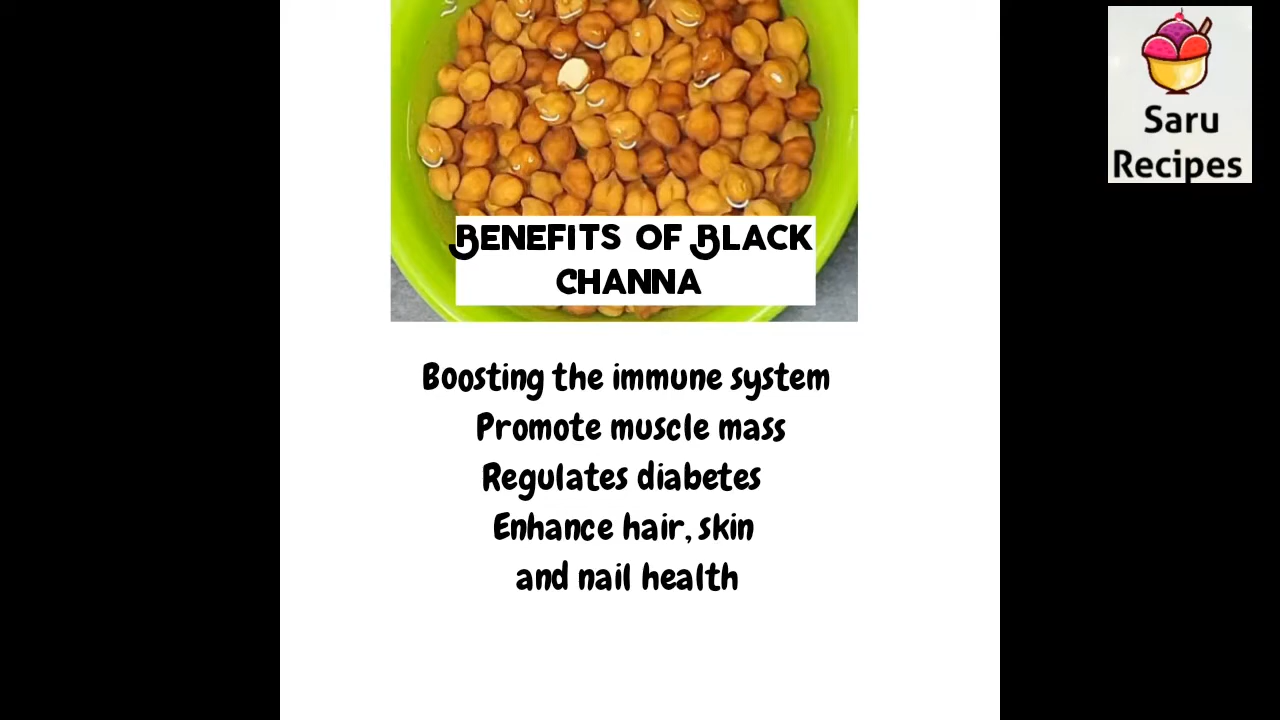 Saru
Recipes
BENEFITS OF BLACK
CHANNA
Boosting the immune system
Promote muscle mass
Regulates diabetes
Enhance hair, skin
and nail health